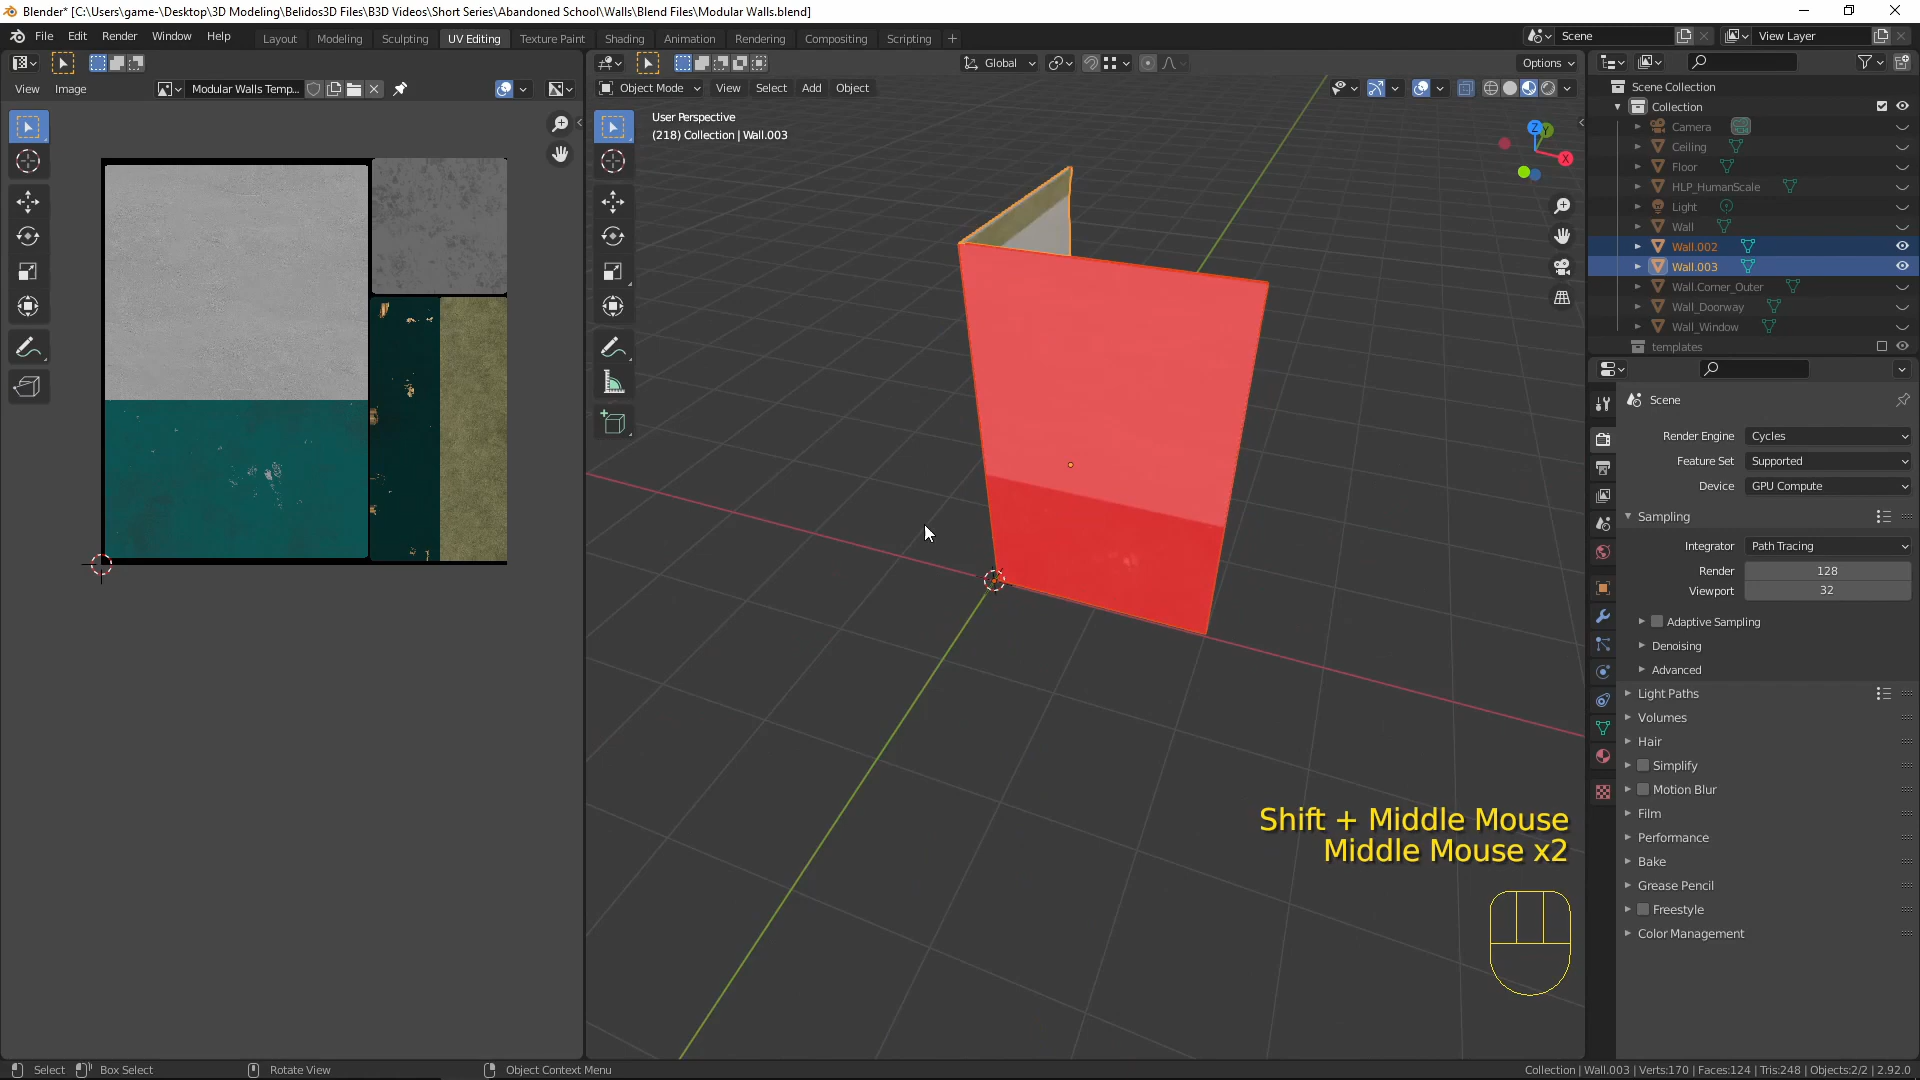 Blender* [C:\Users\game-\Desktop\3D Modeling\Belidos3D Files\B3D Videos\Short Series\Abandoned School\Walls\Blend Files\Modular Walls.blend]
File Edit Render Window Help Layout Modeling Sculpting UV Editing Texture Paint Shading Animation Rendering Compositing Scripting Scene View Layer
Global Options
View Image Modular Walls Temp... Object Mode View Select Add Object
User Perspective
(218) Collection | Wall.003
Scene Collection
Collection
Camera
Ceiling
Floor
HLP_HumanScale
Light
Wall
Wall.002
Wall.003
Wall.Corner_Outer
Wall_Doorway
Wall_Window
templates
Z Y X
Scene
Render Engine Cycles
Feature Set Supported
Device GPU Compute
Sampling
Integrator Path Tracing
Render 128
Viewport 32
Adaptive Sampling
Denoising
Advanced
Light Paths
Volumes
Hair
Simplify
Motion Blur
Film
Performance
Bake
Grease Pencil
Freestyle
Color Management
Shift + Middle Mouse
Middle Mouse x2
Select Box Select Rotate View Object Context Menu Collection | Wall.003 | Verts:170 | Faces:124 | Tris:248 | Objects:2/2 | 2.92.0